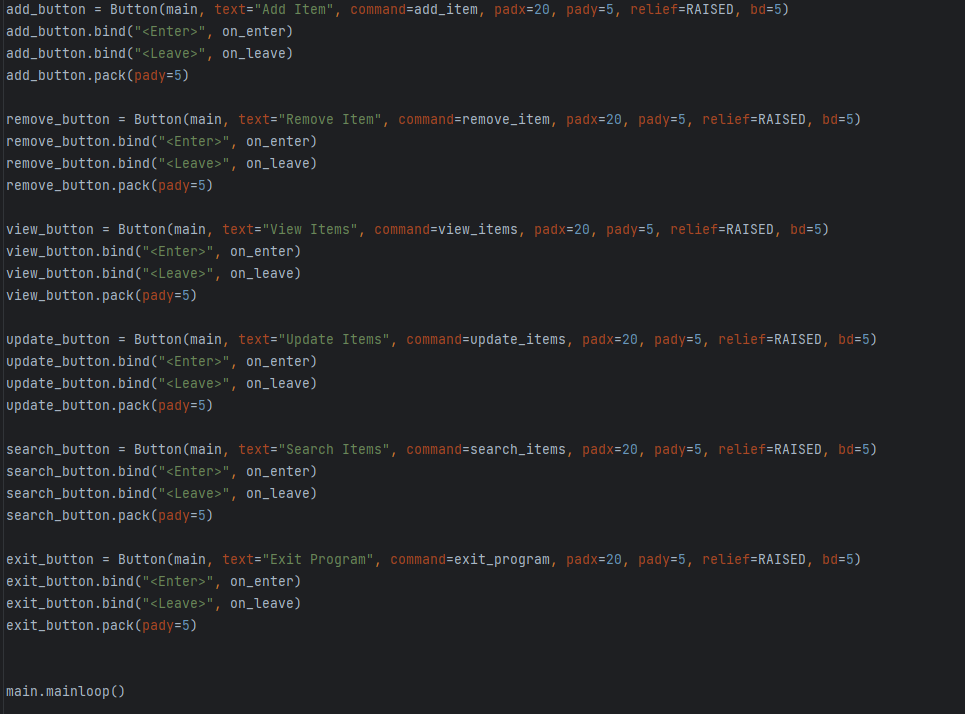 add_button = Button(main, text="Add Item", command=add_item, padx=20, pady=5, relief=RAISED, bd=5)
add_button.bind("<Enter>", on_enter)
add_button.bind("<Leave>", on_leave)
add_button.pack(pady=5)
remove_button = Button(main, text="Remove Item", command=remove_item, padx=20, pady=5, relief=RAISED, bd=5)
remove_button.bind("<Enter>", on_enter)
remove_button.bind("<Leave>", on_leave)
remove_button.pack(pady=5)
view_button = Button(main, text="View Items", command=view_items, padx=20, pady=5, relief=RAISED, bd=5)
view_button.bind("<Enter>", on_enter)
view_button.bind("<Leave>", on_leave)
view_button.pack(pady=5)
update_button = Button(main, text="Update Items", command=update_items, padx=20, pady=5, relief=RAISED, bd=5)
update_button.bind("<Enter>", on_enter)
update_button.bind("<Leave>", on_leave)
update_button.pack(pady=5)
search_button = Button(main, text="Search Items", command=search_items, padx=20, pady=5, relief=RAISED, bd=5)
search_button.bind("<Enter>", on_enter)
search_button.bind("<Leave>", on_leave)
search_button.pack(pady=5)
exit_button = Button(main, text="Exit Program", command=exit_program, padx=20, pady=5, relief=RAISED, bd=5)
exit_button.bind("<Enter>", on_enter)
exit_button.bind("<Leave>", on_leave)
exit_button.pack(pady=5)
main.mainloop()